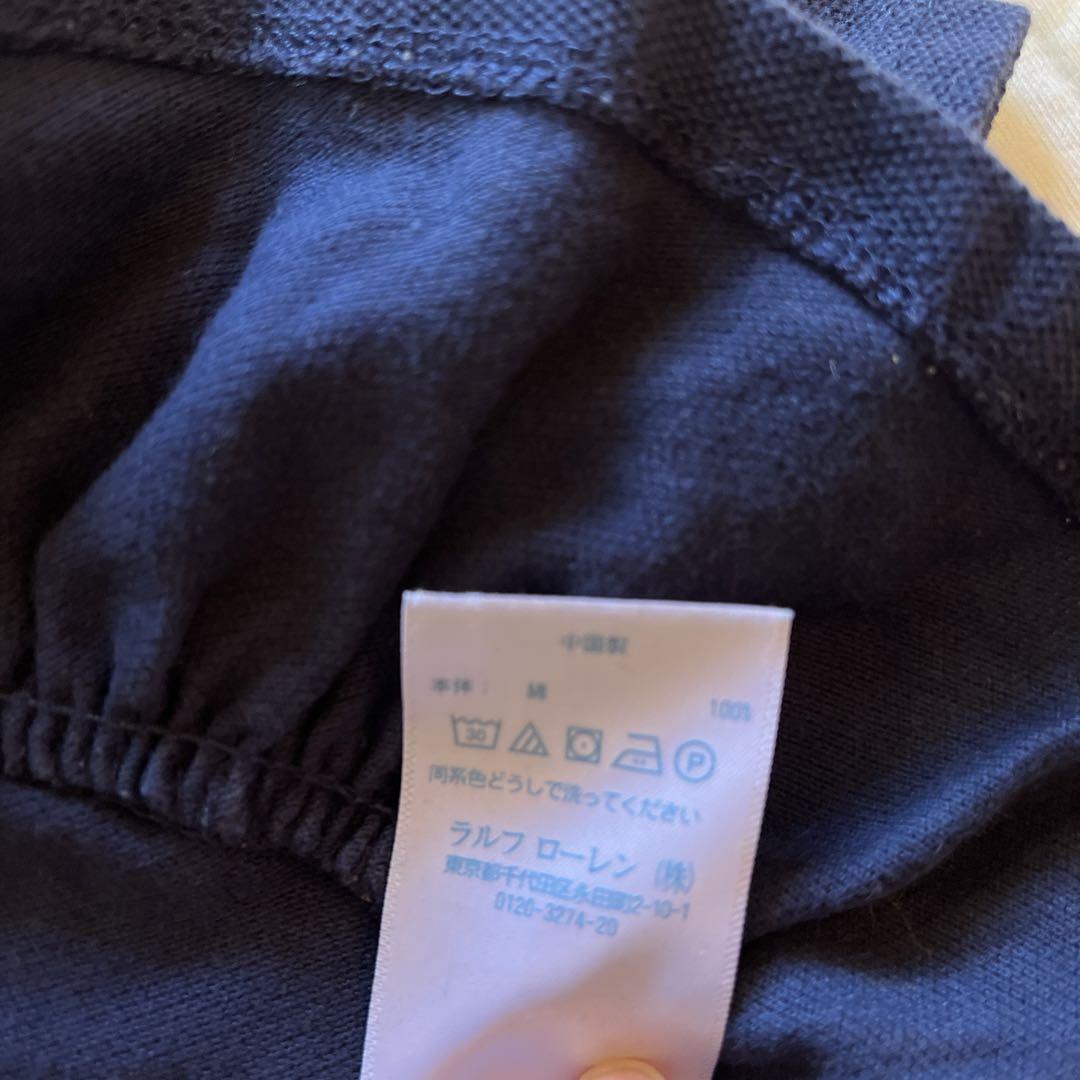 中国製
本体： 綿 100%
30 P
同系色どうしで洗ってください
ラルフ ローレン (株)
東京都千代田区永田町2-10-1
0120-3274-20